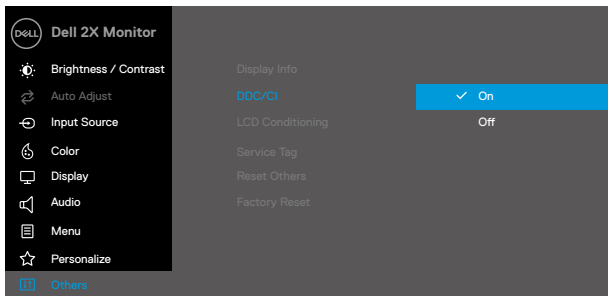 DELL Dell 2X Monitor
Brightness / Contrast
Auto Adjust
Input Source
Color
Display
Audio
Menu
Personalize
Others
Display Info
DDC/CI
LCD Conditioning
Service Tag
Reset Others
Factory Reset
On
Off